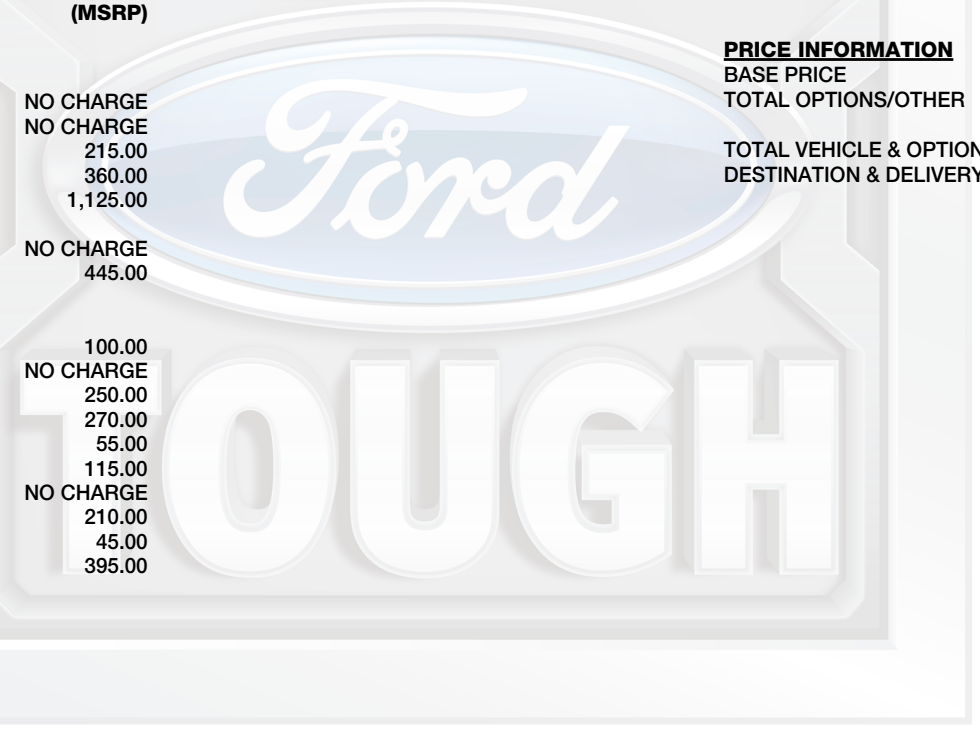 (MSRP)
NO CHARGE
NO CHARGE
215.00
360.00
1,125.00
NO CHARGE
445.00
100.00
NO CHARGE
250.00
270.00
55.00
115.00
NO CHARGE
210.00
45.00
395.00
PRICE INFORMATION
BASE PRICE
TOTAL OPTIONS/OTHER
TOTAL VEHICLE & OPTION
DESTINATION & DELIVERY
Ford
TOUGH